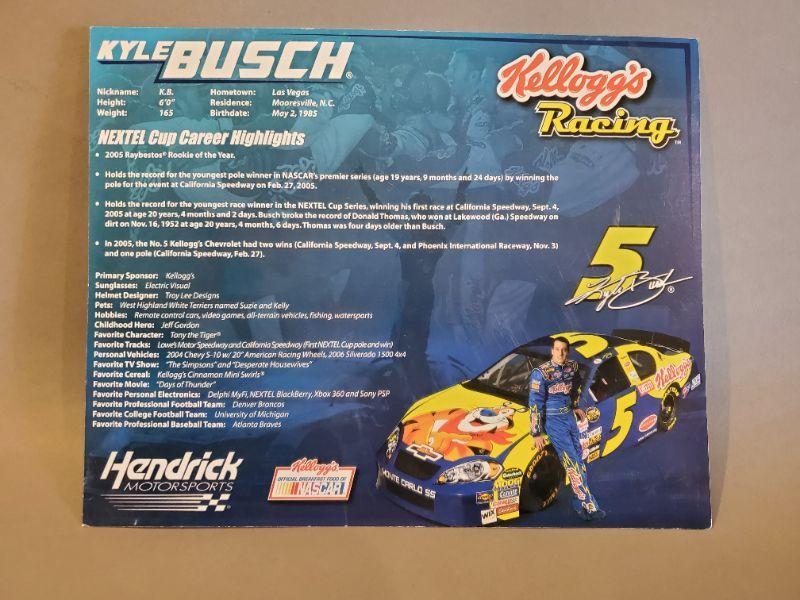 KYLE BUSCH®
Kellogg's
Racing™
Nickname: K.B. Hometown: Las Vegas
Height: 6'0" Residence: Mooresville, N.C.
Weight: 165 Birthdate: May 2, 1985
NEXTEL Cup Career Highlights
• 2005 Raybestos® Rookie of the Year.
• Holds the record for the youngest pole winner in NASCAR's premier series (age 19 years, 9 months and 24 days) by winning the
pole for the event at California Speedway on Feb. 27, 2005.
• Holds the record for the youngest race winner in the NEXTEL Cup Series, winning his first race at California Speedway, Sept. 4,
2005 at age 20 years, 4 months and 2 days. Busch broke the record of Donald Thomas, who won at Lakewood (Ga.) Speedway on
dirt on Nov. 16, 1952 at age 20 years, 4 months, 6 days. Thomas was four days older than Busch.
• In 2005, the No. 5 Kellogg's Chevrolet had two wins (California Speedway, Sept. 4, and Phoenix International Raceway, Nov. 3)
and one pole (California Speedway, Feb. 27).
5
Kyle Busch®
Primary Sponsor: Kellogg's
Sunglasses: Electric Visual
Helmet Designer: Troy Lee Designs
Pets: West Highland White Terriers named Suzie and Kelly
Hobbies: Remote control cars, video games, all-terrain vehicles, fishing, watersports
Childhood Hero: Jeff Gordon
Favorite Character: Tony the Tiger®
Favorite Tracks: Lowe's Motor Speedway and California Speedway (First NEXTEL Cup pole and win)
Personal Vehicles: 2004 Chevy S-10 w/ 20" American Racing Wheels, 2006 Silverado 1500 4x4
Favorite TV Show: "The Simpsons" and "Desperate Housewives"
Favorite Cereal: Kellogg's Cinnamon Mini Swirls®
Favorite Movie: "Days of Thunder"
Favorite Personal Electronics: Delphi MyFi, NEXTEL BlackBerry, Xbox 360 and Sony PSP
Favorite Professional Football Team: Denver Broncos
Favorite College Football Team: University of Michigan
Favorite Professional Baseball Team: Atlanta Braves
Hendrick
MOTORSPORTS
Kellogg's
OFFICIAL BREAKFAST FOOD OF
NASCAR
Kellogg's
5
MONTE CARLO SS
WIX